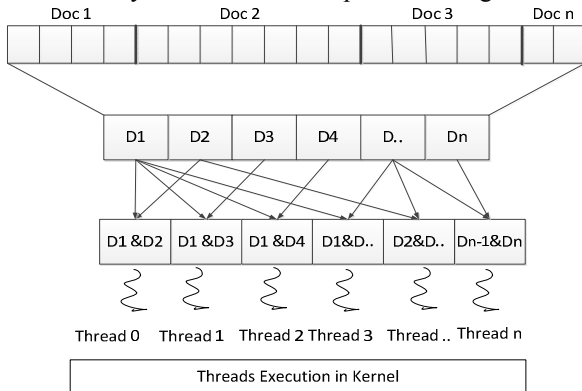 Doc 1 Doc 2 Doc 3 Doc n
D1 D2 D3 D4 D.. Dn
D1 &D2 D1 &D3 D1 &D4 D1&D.. D2&D.. Dn-1&Dn
Thread 0 Thread 1 Thread 2 Thread 3 Thread .. Thread n
Threads Execution in Kernel